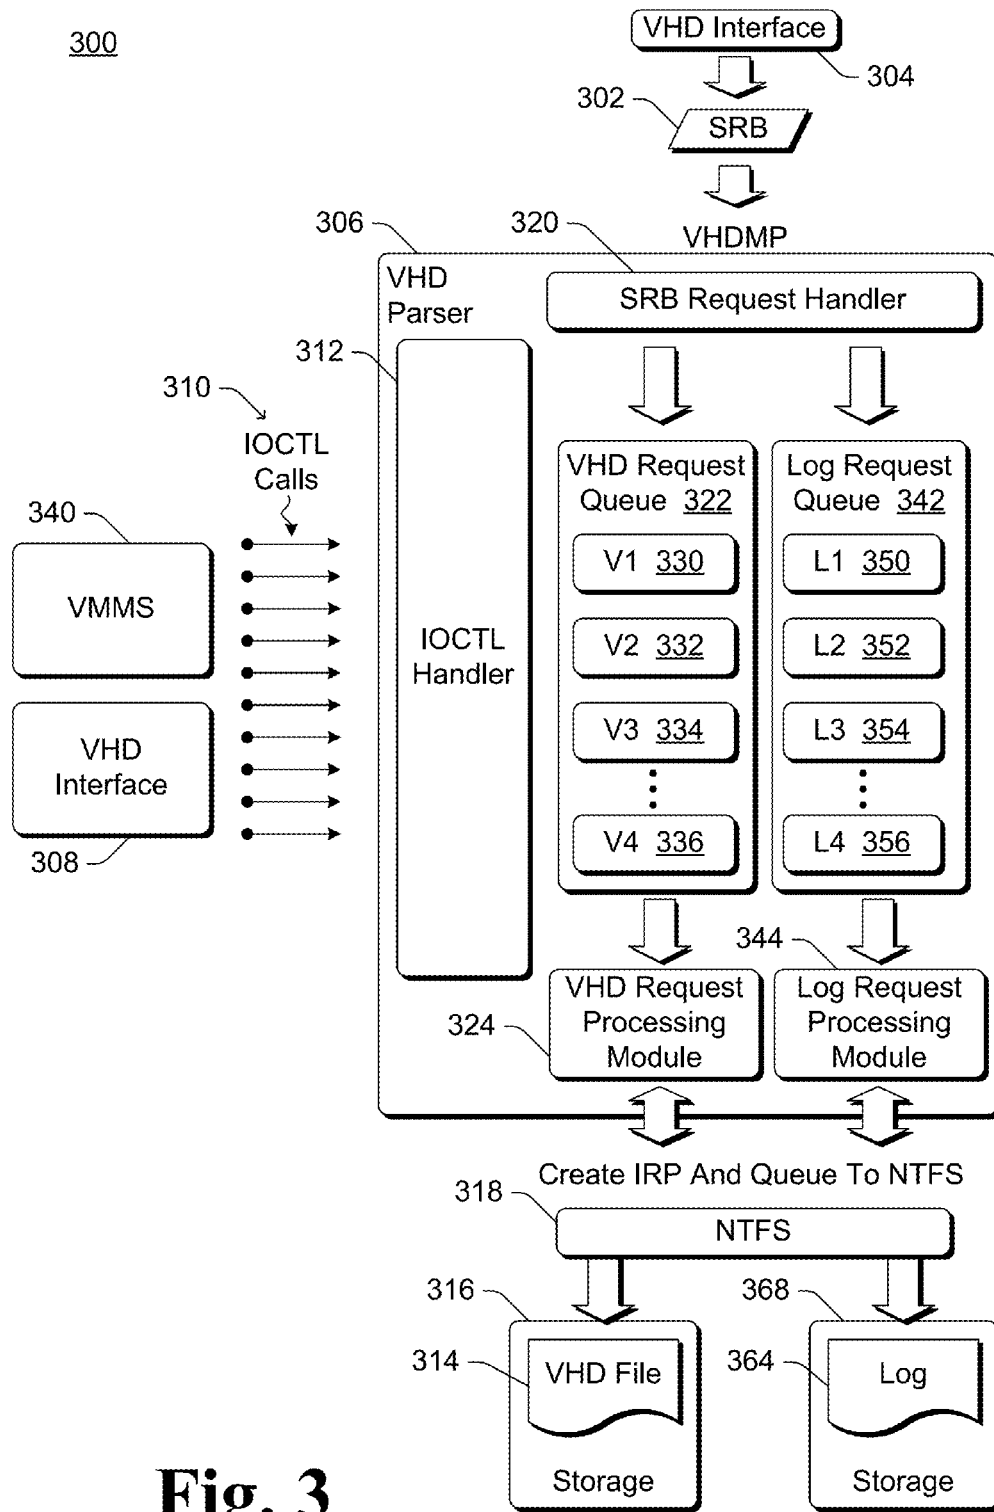 300
VHD Interface
304
302
SRB
306
320
VHDMP
VHD
Parser
SRB Request Handler
312
310
IOCTL
Calls
VHD Request
Queue 322
Log Request
Queue 342
340
VMMS
V1 330
L1 350
IOCTL
Handler
V2 332
L2 352
V3 334
L3 354
VHD
Interface
308
V4 336
L4 356
344
324
VHD Request
Processing
Module
Log Request
Processing
Module
Create IRP And Queue To NTFS
318
NTFS
316
368
314
VHD File
364
Log
Storage
Storage
Fig. 3